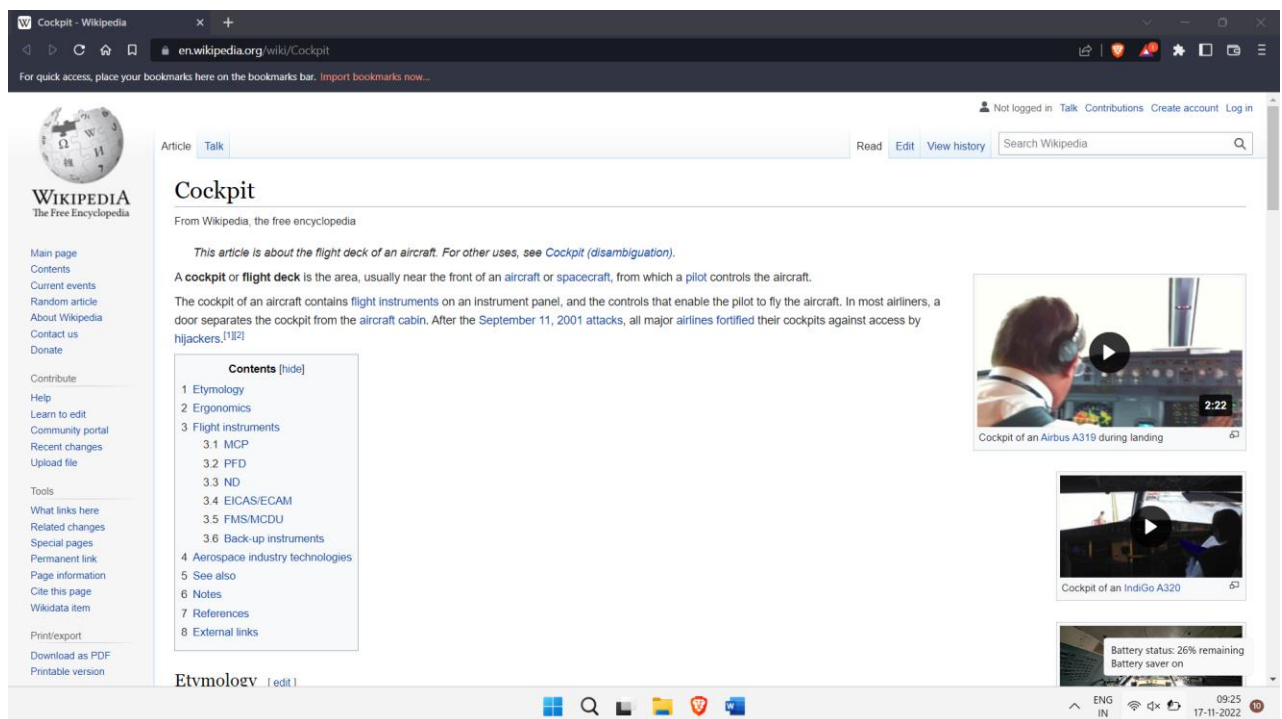 Cockpit - Wikipedia
en.wikipedia.org/wiki/Cockpit
For quick access, place your bookmarks here on the bookmarks bar. Import bookmarks now...
Not logged in Talk Contributions Create account Log in
Article Talk
Read Edit View history Search Wikipedia
WIKIPEDIA
The Free Encyclopedia
Main page
Contents
Current events
Random article
About Wikipedia
Contact us
Donate
Contribute
Help
Learn to edit
Community portal
Recent changes
Upload file
Tools
What links here
Related changes
Special pages
Permanent link
Page information
Cite this page
Wikidata item
Print/export
Download as PDF
Printable version
Cockpit
From Wikipedia, the free encyclopedia
This article is about the flight deck of an aircraft. For other uses, see Cockpit (disambiguation).
A cockpit or flight deck is the area, usually near the front of an aircraft or spacecraft, from which a pilot controls the aircraft.
The cockpit of an aircraft contains flight instruments on an instrument panel, and the controls that enable the pilot to fly the aircraft. In most airliners, a
door separates the cockpit from the aircraft cabin. After the September 11, 2001 attacks, all major airlines fortified their cockpits against access by
hijackers.[1][2]
Contents [hide]
1 Etymology
2 Ergonomics
3 Flight instruments
3.1 MCP
3.2 PFD
3.3 ND
3.4 EICAS/ECAM
3.5 FMS/MCDU
3.6 Back-up instruments
4 Aerospace industry technologies
5 See also
6 Notes
7 References
8 External links
Etymology [ edit ]
2:22
Cockpit of an Airbus A319 during landing
Cockpit of an IndiGo A320
Battery status: 26% remaining
Battery saver on
ENG
IN
09:25
17-11-2022
10